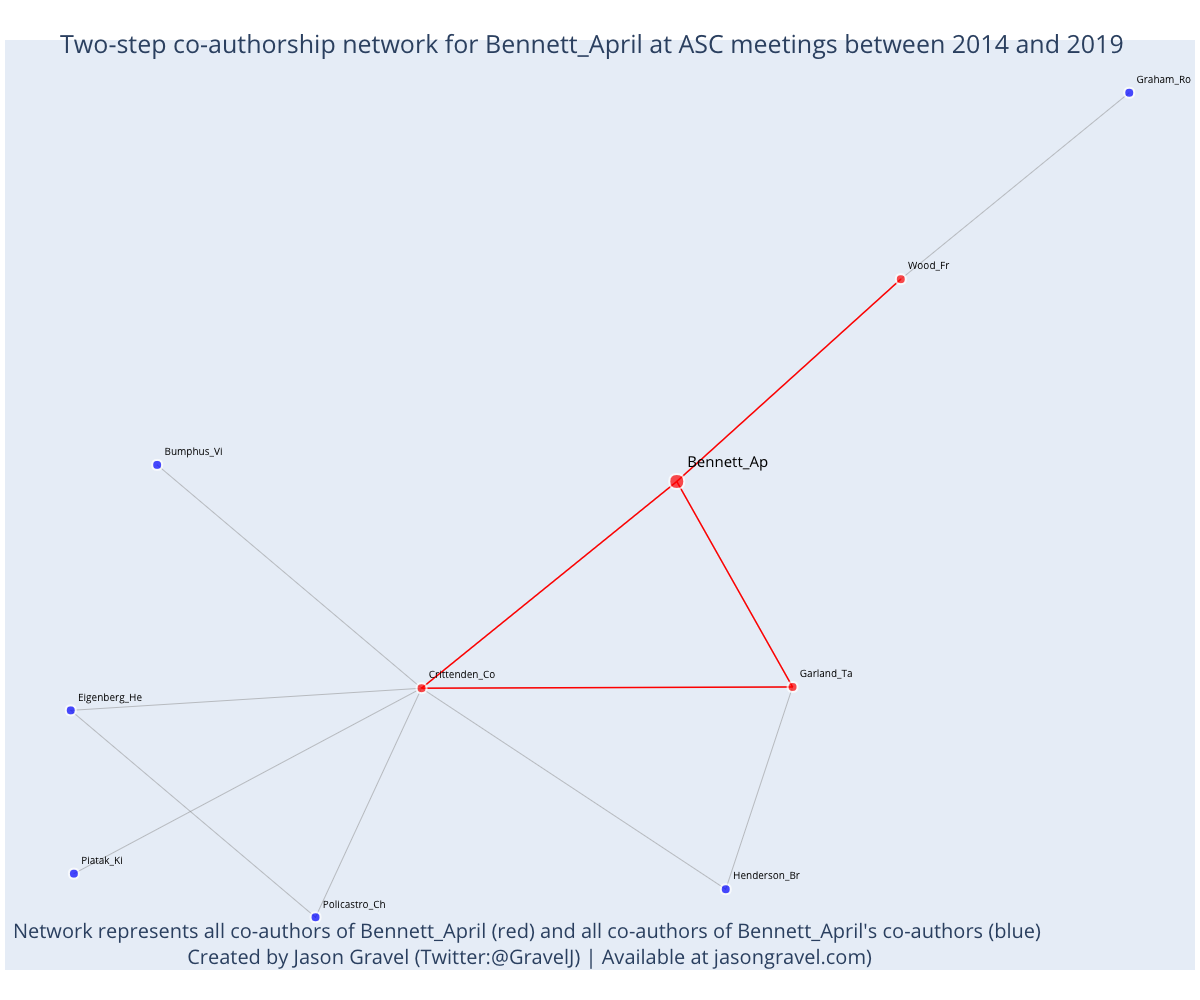 Two-step co-authorship network for Bennett_April at ASC meetings between 2014 and 2019
Graham_Ro
Wood_Fr
Bumphus_Vi
Bennett_Ap
Crittenden_Co
Garland_Ta
Eigenberg_He
Piatak_Ki
Henderson_Br
Policastro_Ch
Network represents all co-authors of Bennett_April (red) and all co-authors of Bennett_April's co-authors (blue)
Created by Jason Gravel (Twitter:@GravelJ) | Available at jasongravel.com)